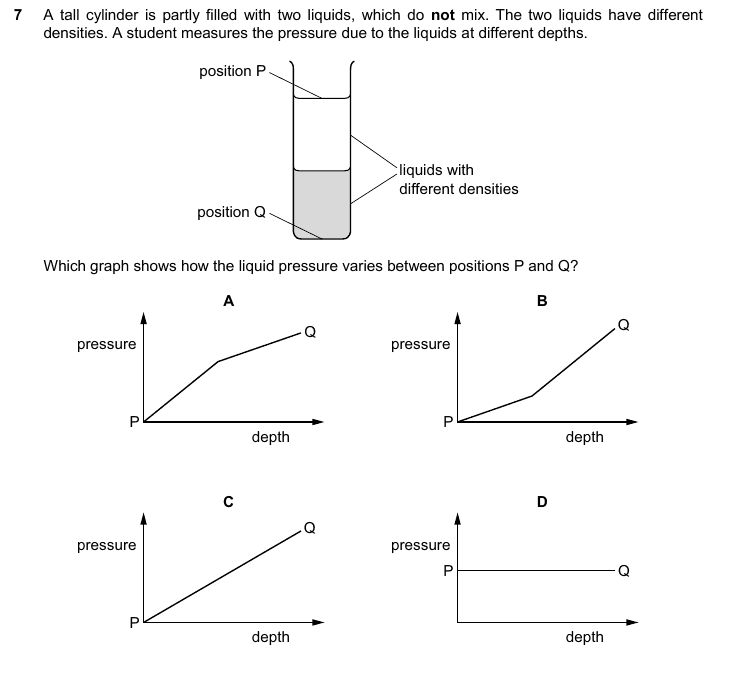 7 A tall cylinder is partly filled with two liquids, which do not mix. The two liquids have different
densities. A student measures the pressure due to the liquids at different depths.
position P
liquids with
different densities
position Q
Which graph shows how the liquid pressure varies between positions P and Q?
A
pressure
Q
P
depth
B
pressure
Q
P
depth
C
pressure
Q
P
depth
D
pressure
P
Q
depth